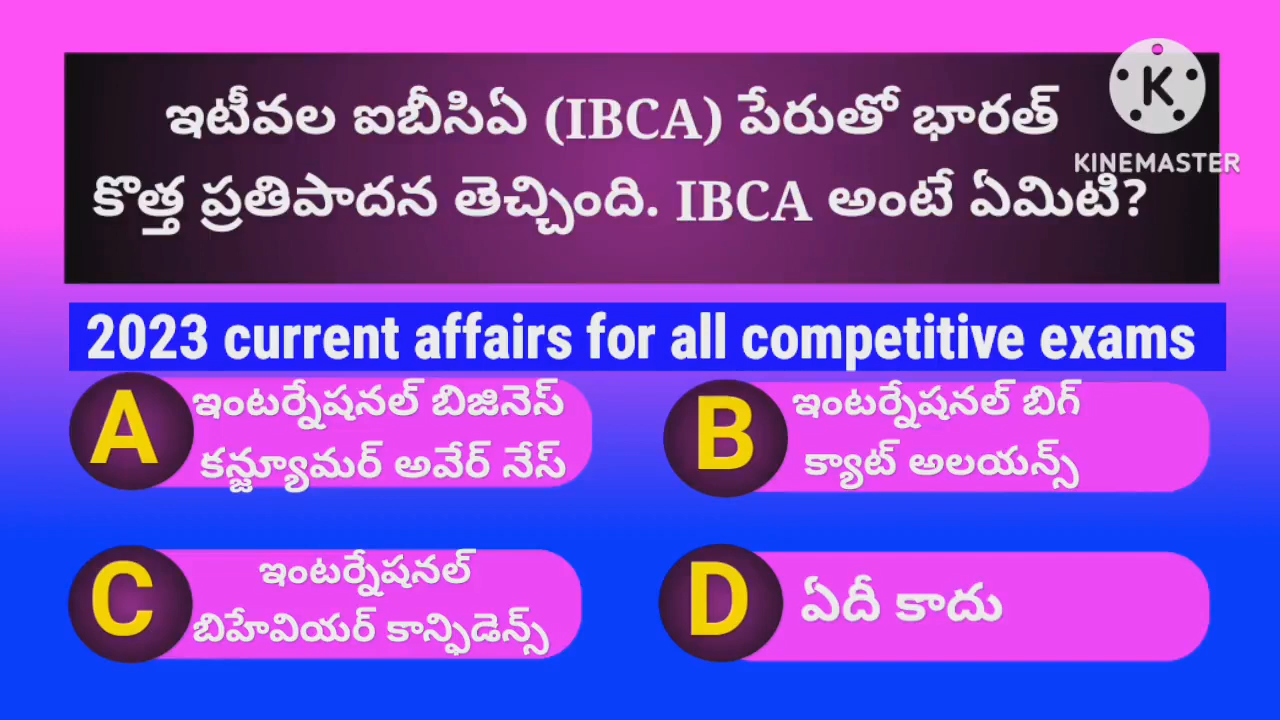 ఇటీవల ఐబీసిఏ (IBCA) పేరుతో భారత్
కొత్త ప్రతిపాదన తెచ్చింది. IBCA అంటే ఏమిటి?
K
KINEMASTER
2023 current affairs for all competitive exams
A
ఇంటర్నేషనల్ బిజినెస్
కన్జ్యూమర్ అవేర్ నేస్
B
ఇంటర్నేషనల్ బిగ్
క్యాట్ అలయన్స్
C
ఇంటర్నేషనల్
బిహేవియర్ కాన్ఫిడెన్స్
D
ఏదీ కాదు